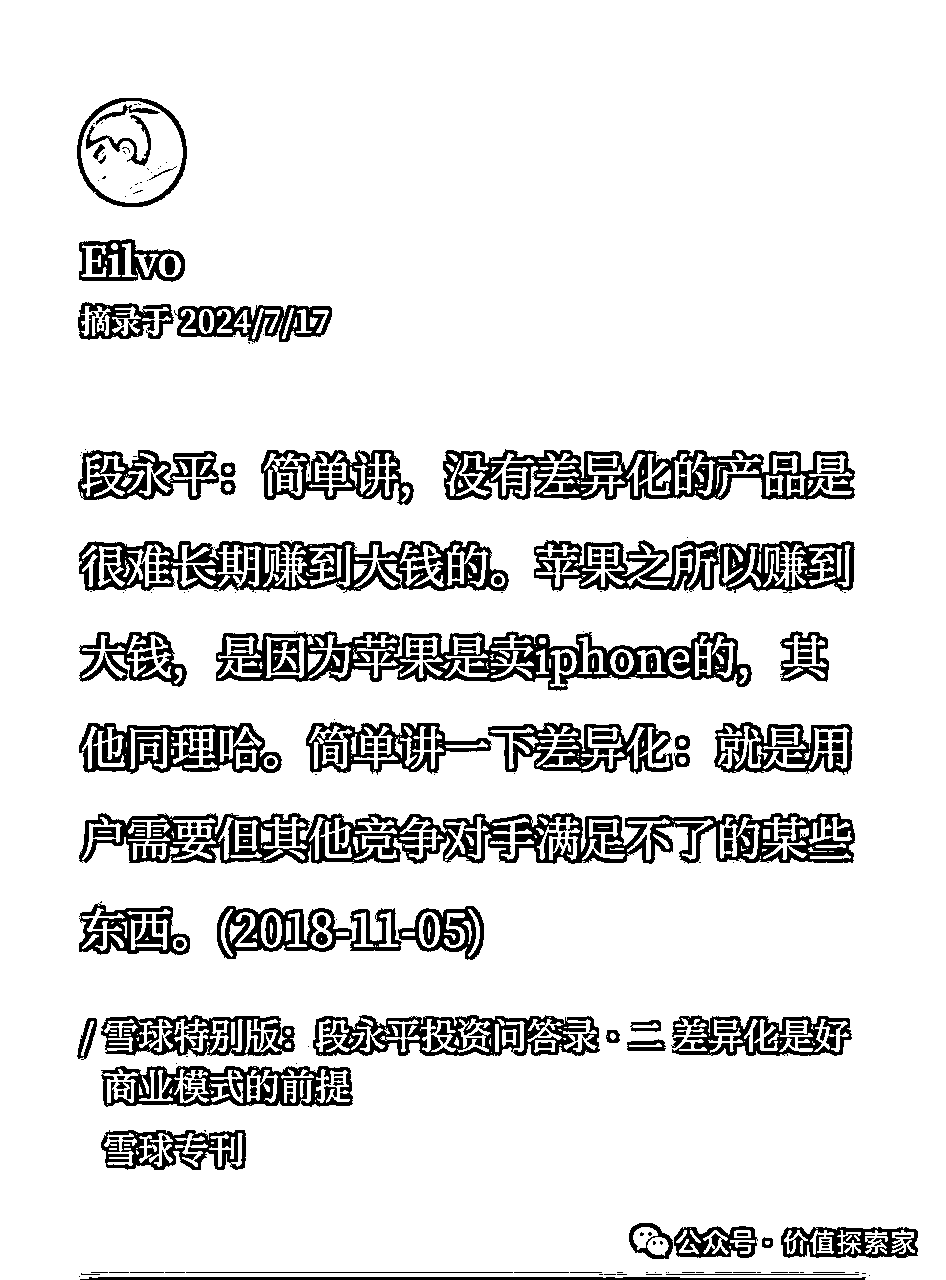 Eilvo
摘录于 2024/7/17
段永平：简单讲，没有差异化的产品是
很难长期赚到大钱的。苹果之所以赚到
大钱，是因为苹果是卖iphone的，其
他同理哈。简单讲一下差异化：就是用
户需要但其他竞争对手满足不了的某些
东西。(2018-11-05)
/ 雪球特别版：段永平投资问答录·二 差异化是好
商业模式的前提
雪球专刊
公众号·价值探索家